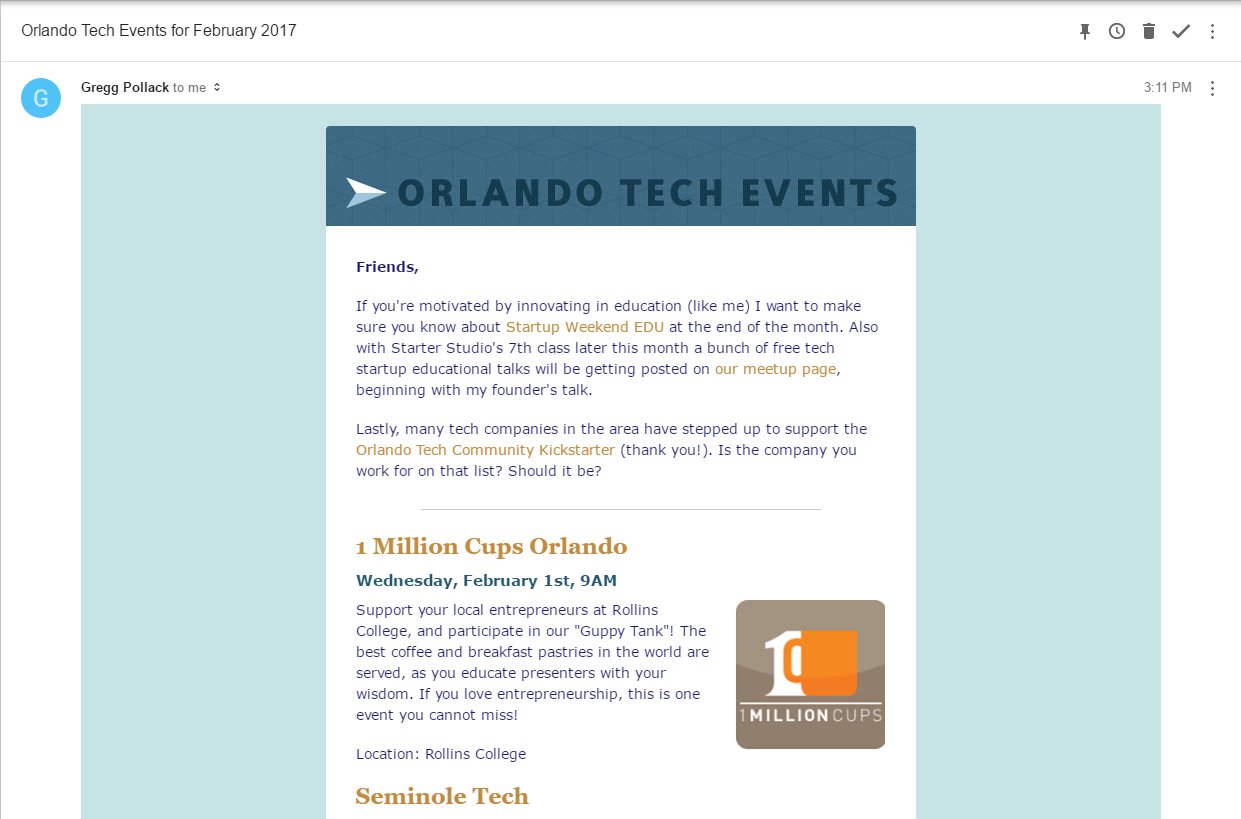 Orlando Tech Events for February 2017
G
Gregg Pollack to me
3:11 PM
ORLANDO TECH EVENTS
Friends,
If you're motivated by innovating in education (like me) I want to make
sure you know about Startup Weekend EDU at the end of the month. Also
with Starter Studio's 7th class later this month a bunch of free tech
startup educational talks will be getting posted on our meetup page,
beginning with my founder's talk.
Lastly, many tech companies in the area have stepped up to support the
Orlando Tech Community Kickstarter (thank you!). Is the company you
work for on that list? Should it be?
1 Million Cups Orlando
Wednesday, February 1st, 9AM
Support your local entrepreneurs at Rollins
College, and participate in our "Guppy Tank"! The
best coffee and breakfast pastries in the world are
served, as you educate presenters with your
wisdom. If you love entrepreneurship, this is one
event you cannot miss!
1
1MILLIONCUPS
Location: Rollins College
Seminole Tech